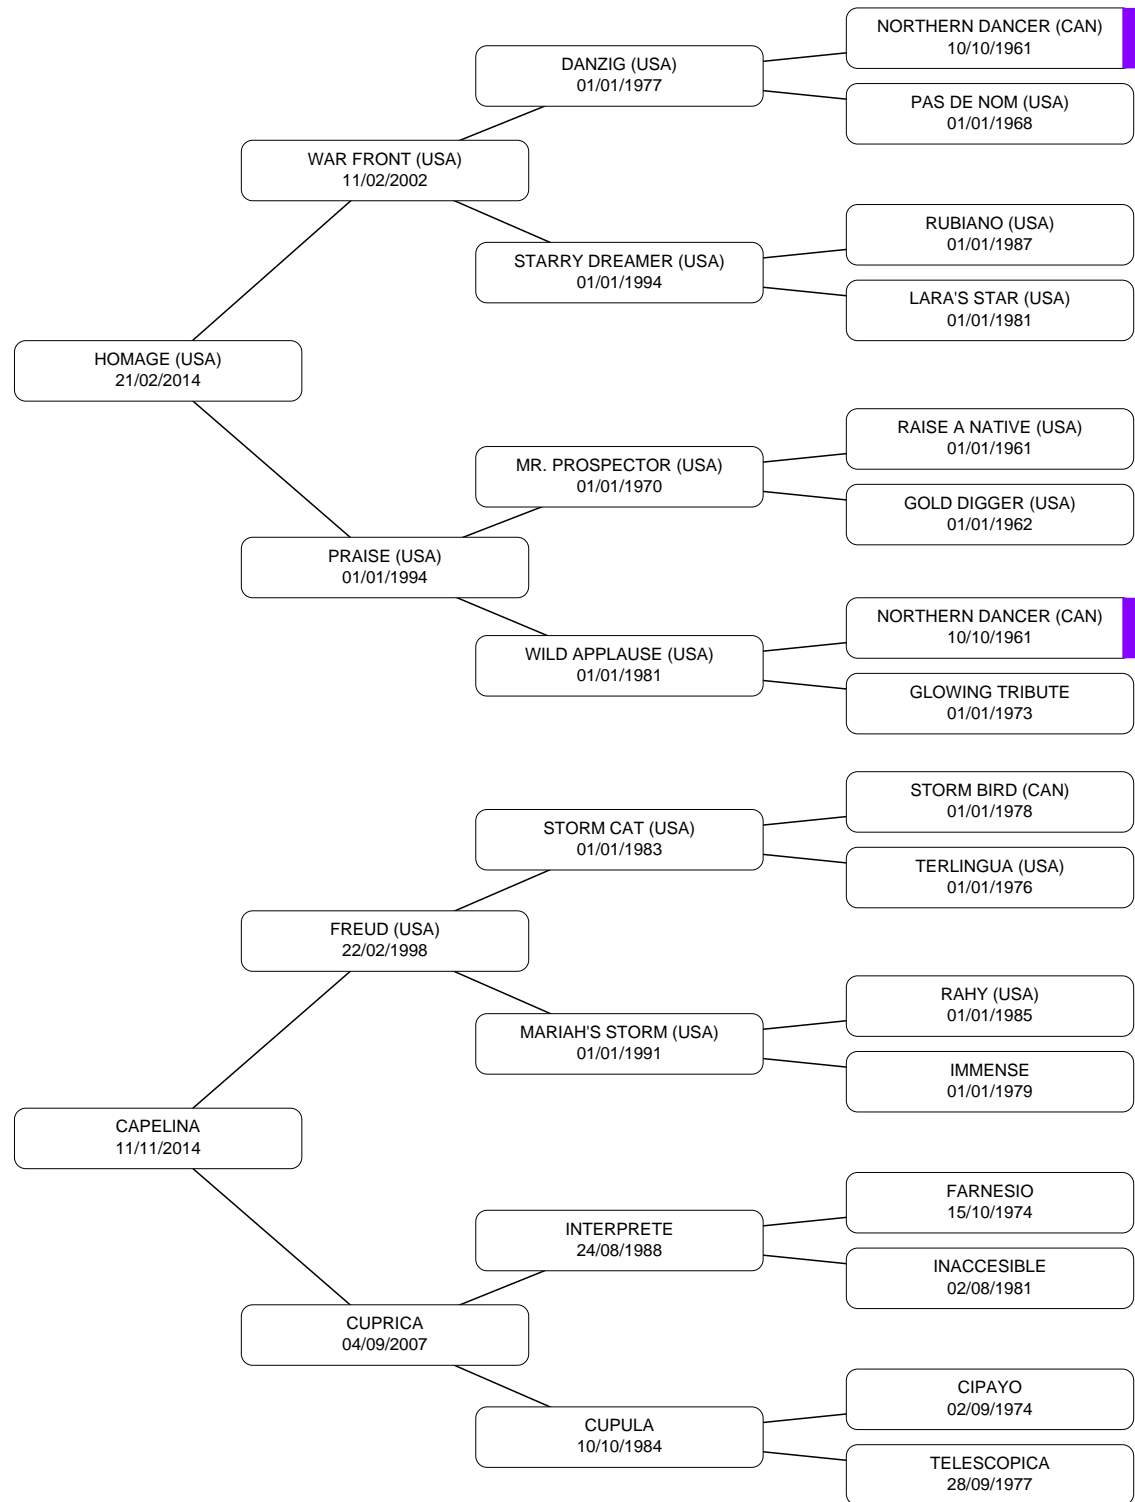 NORTHERN DANCER (CAN)
10/10/1961
DANZIG (USA)
01/01/1977
PAS DE NOM (USA)
01/01/1968
WAR FRONT (USA)
11/02/2002
RUBIANO (USA)
01/01/1987
STARRY DREAMER (USA)
01/01/1994
LARA'S STAR (USA)
01/01/1981
HOMAGE (USA)
21/02/2014
RAISE A NATIVE (USA)
01/01/1961
MR. PROSPECTOR (USA)
01/01/1970
GOLD DIGGER (USA)
01/01/1962
PRAISE (USA)
01/01/1994
NORTHERN DANCER (CAN)
10/10/1961
WILD APPLAUSE (USA)
01/01/1981
GLOWING TRIBUTE
01/01/1973
STORM BIRD (CAN)
01/01/1978
STORM CAT (USA)
01/01/1983
TERLINGUA (USA)
01/01/1976
FREUD (USA)
22/02/1998
RAHY (USA)
01/01/1985
MARIAH'S STORM (USA)
01/01/1991
IMMENSE
01/01/1979
CAPELINA
11/11/2014
FARNESIO
15/10/1974
INTERPRETE
24/08/1988
INACCESIBLE
02/08/1981
CUPRICA
04/09/2007
CIPAYO
02/09/1974
CUPULA
10/10/1984
TELESCOPICA
28/09/1977